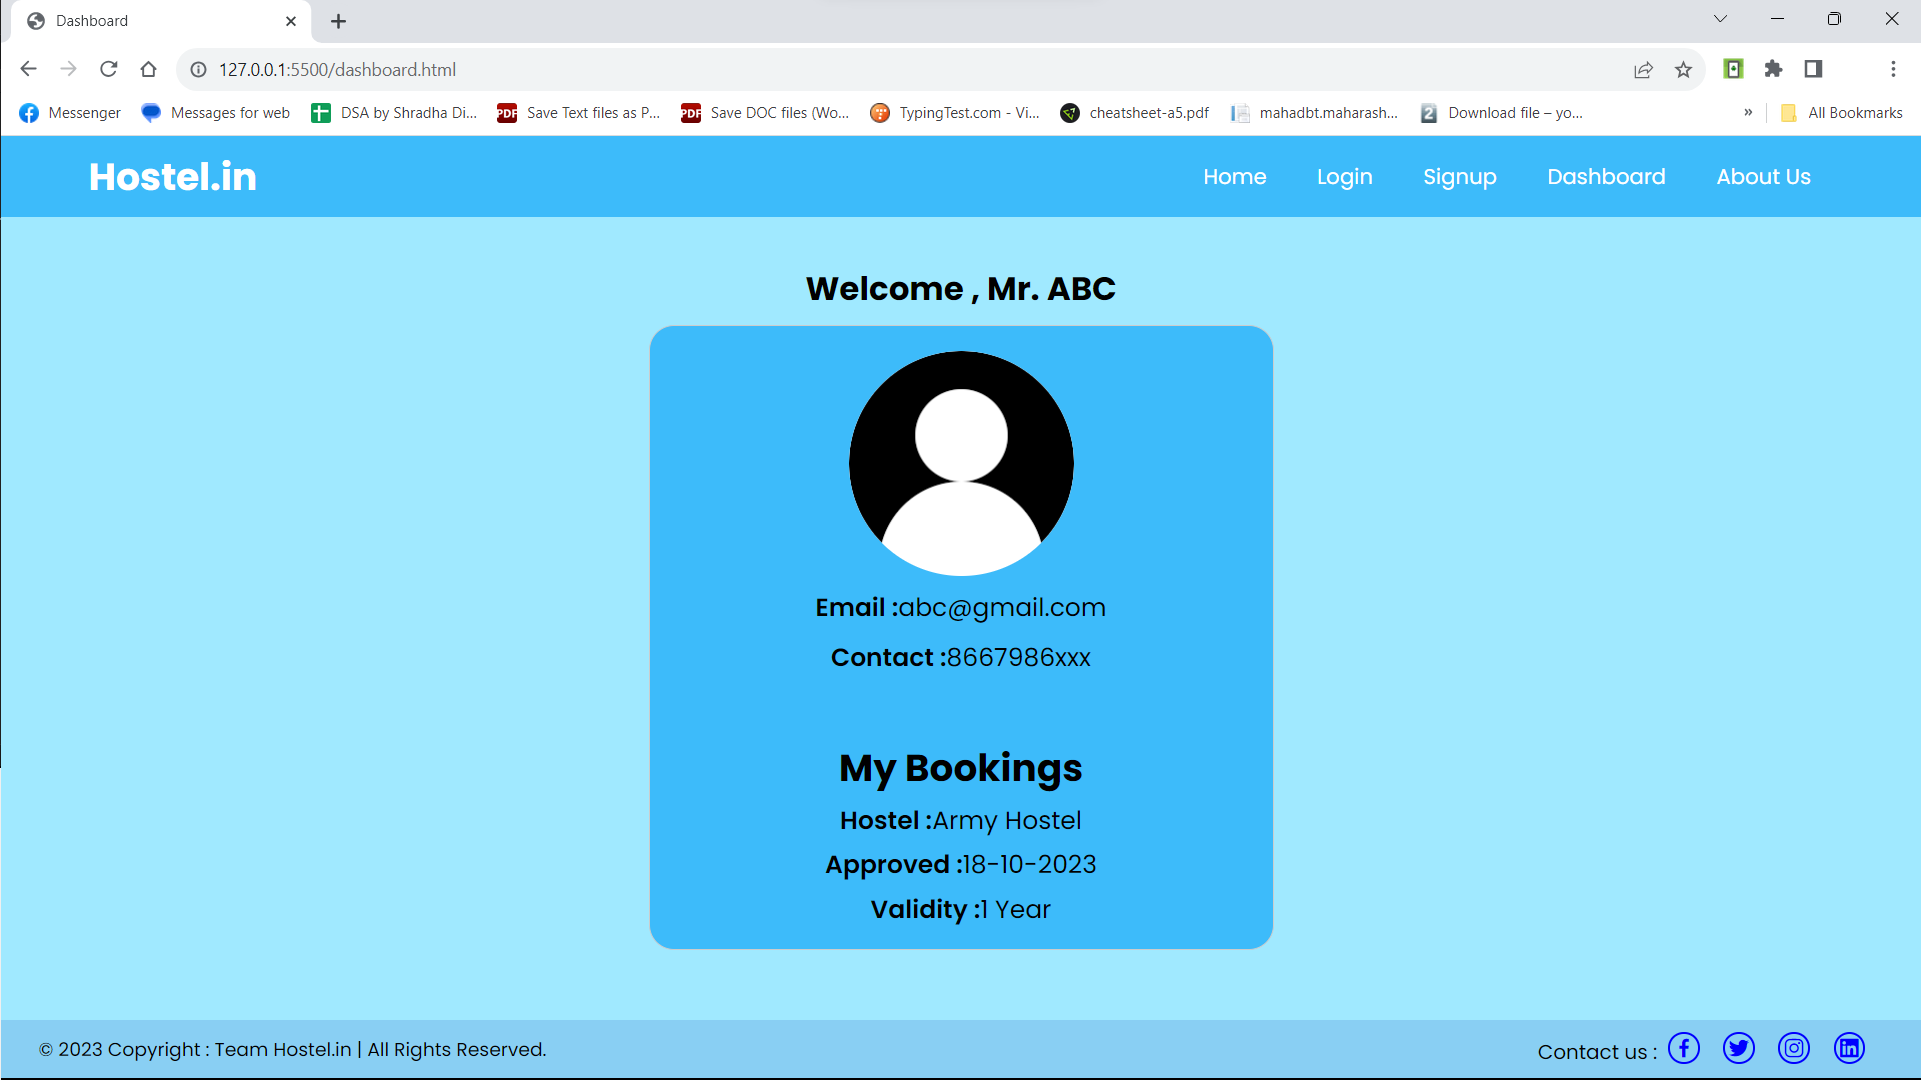 Dashboard
127.0.0.1:5500/dashboard.html
Messenger Messages for web DSA by Shradha Di... PDF Save Text files as P... PDF Save DOC files (Wo... TypingTest.com - Vi... cheatsheet-a5.pdf mahadbt.maharash... 2 Download file – yo... » All Bookmarks
Hostel.in Home Login Signup Dashboard About Us
Welcome , Mr. ABC
Email :abc@gmail.com
Contact :8667986xxx
My Bookings
Hostel :Army Hostel
Approved :18-10-2023
Validity :1 Year
© 2023 Copyright : Team Hostel.in | All Rights Reserved. Contact us :